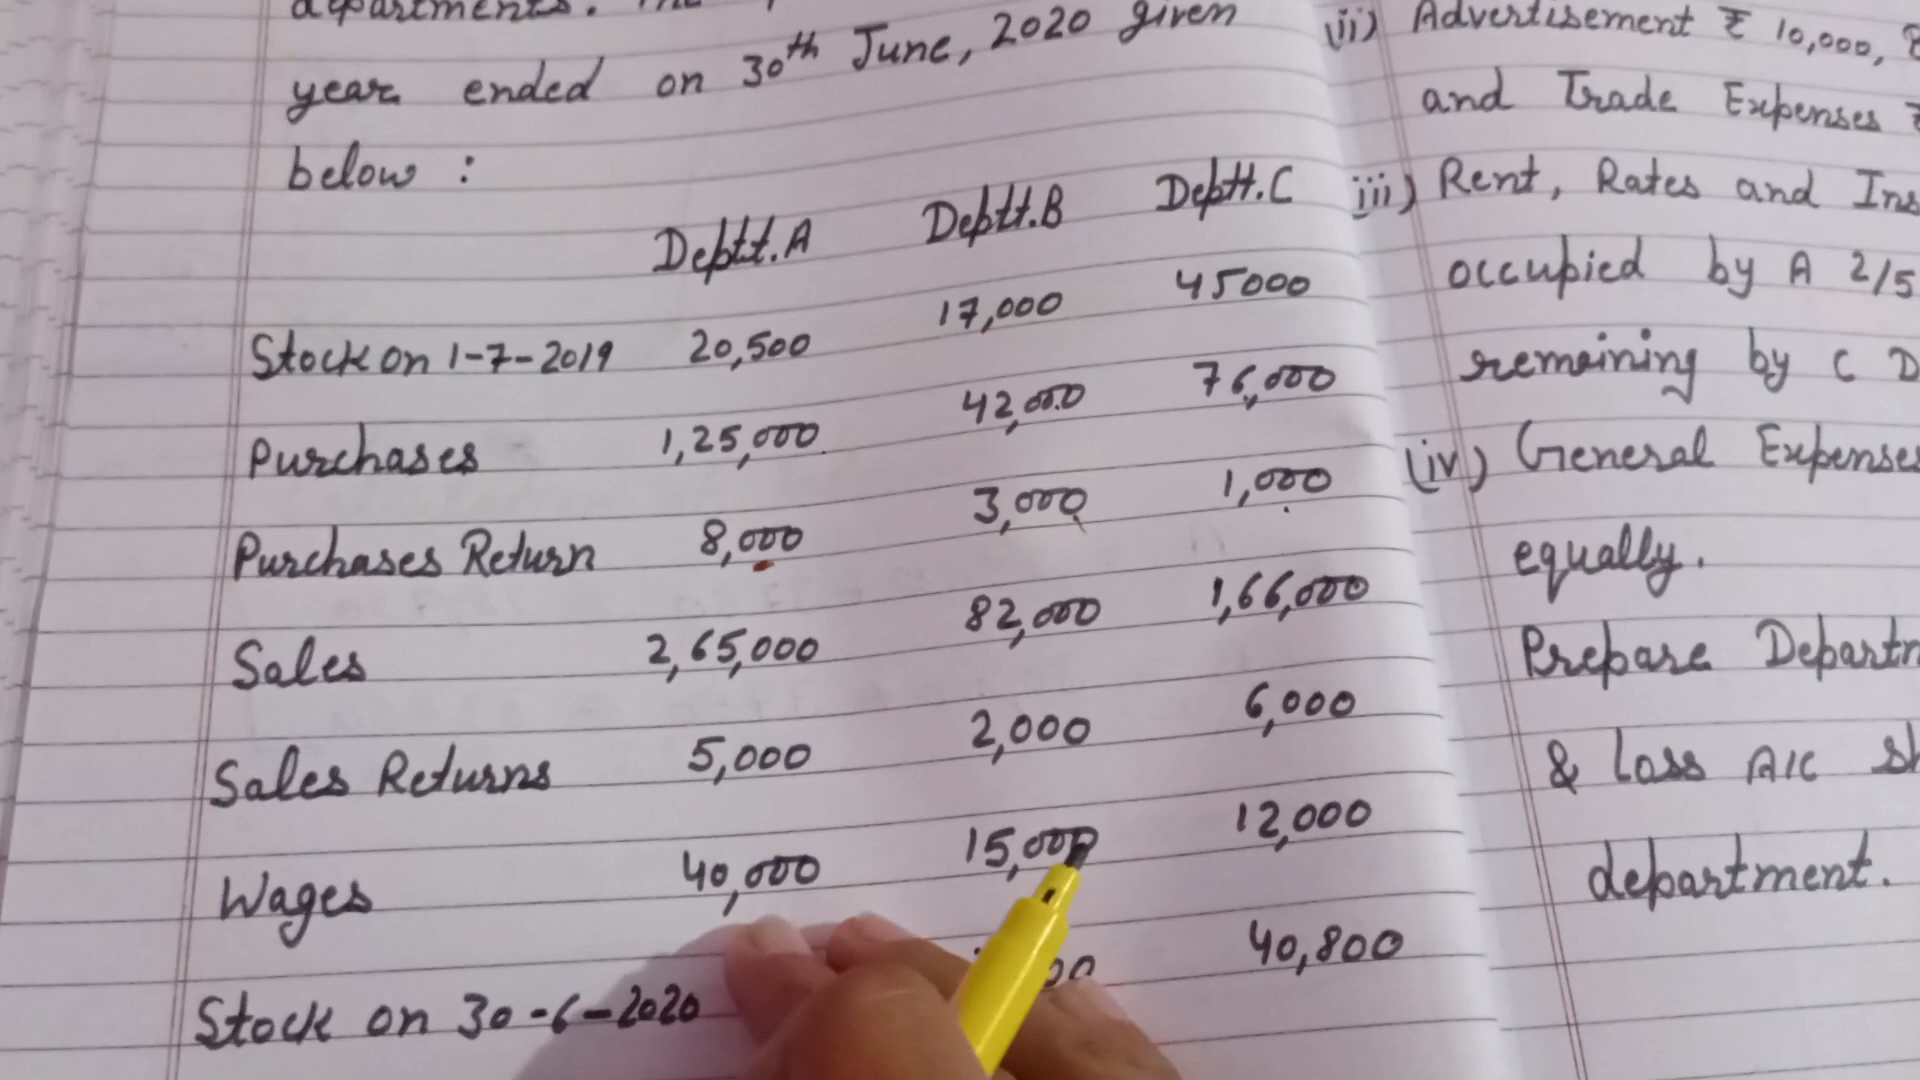 departments.
year ended on 30th June, 2020 given
below :
Deptt.A Deptt.B Deptt.C
Stock on 1-7-2019 20,500 17,000 45000
Purchases 1,25,000 42,000 76,000
Purchases Return 8,000 3,000 1,000
Sales 2,65,000 82,000 1,66,000
Sales Returns 5,000 2,000 6,000
Wages 40,000 15,000 12,000
Stock on 30-6-2020 40,800
(ii) Advertisement ₹ 10,000,
and Trade Expenses ₹
iii) Rent, Rates and Ins
occupied by A 2/5
remaining by C D
(iv) General Expenses
equally.
Prepare Departm
& Loss A/C sh
department.